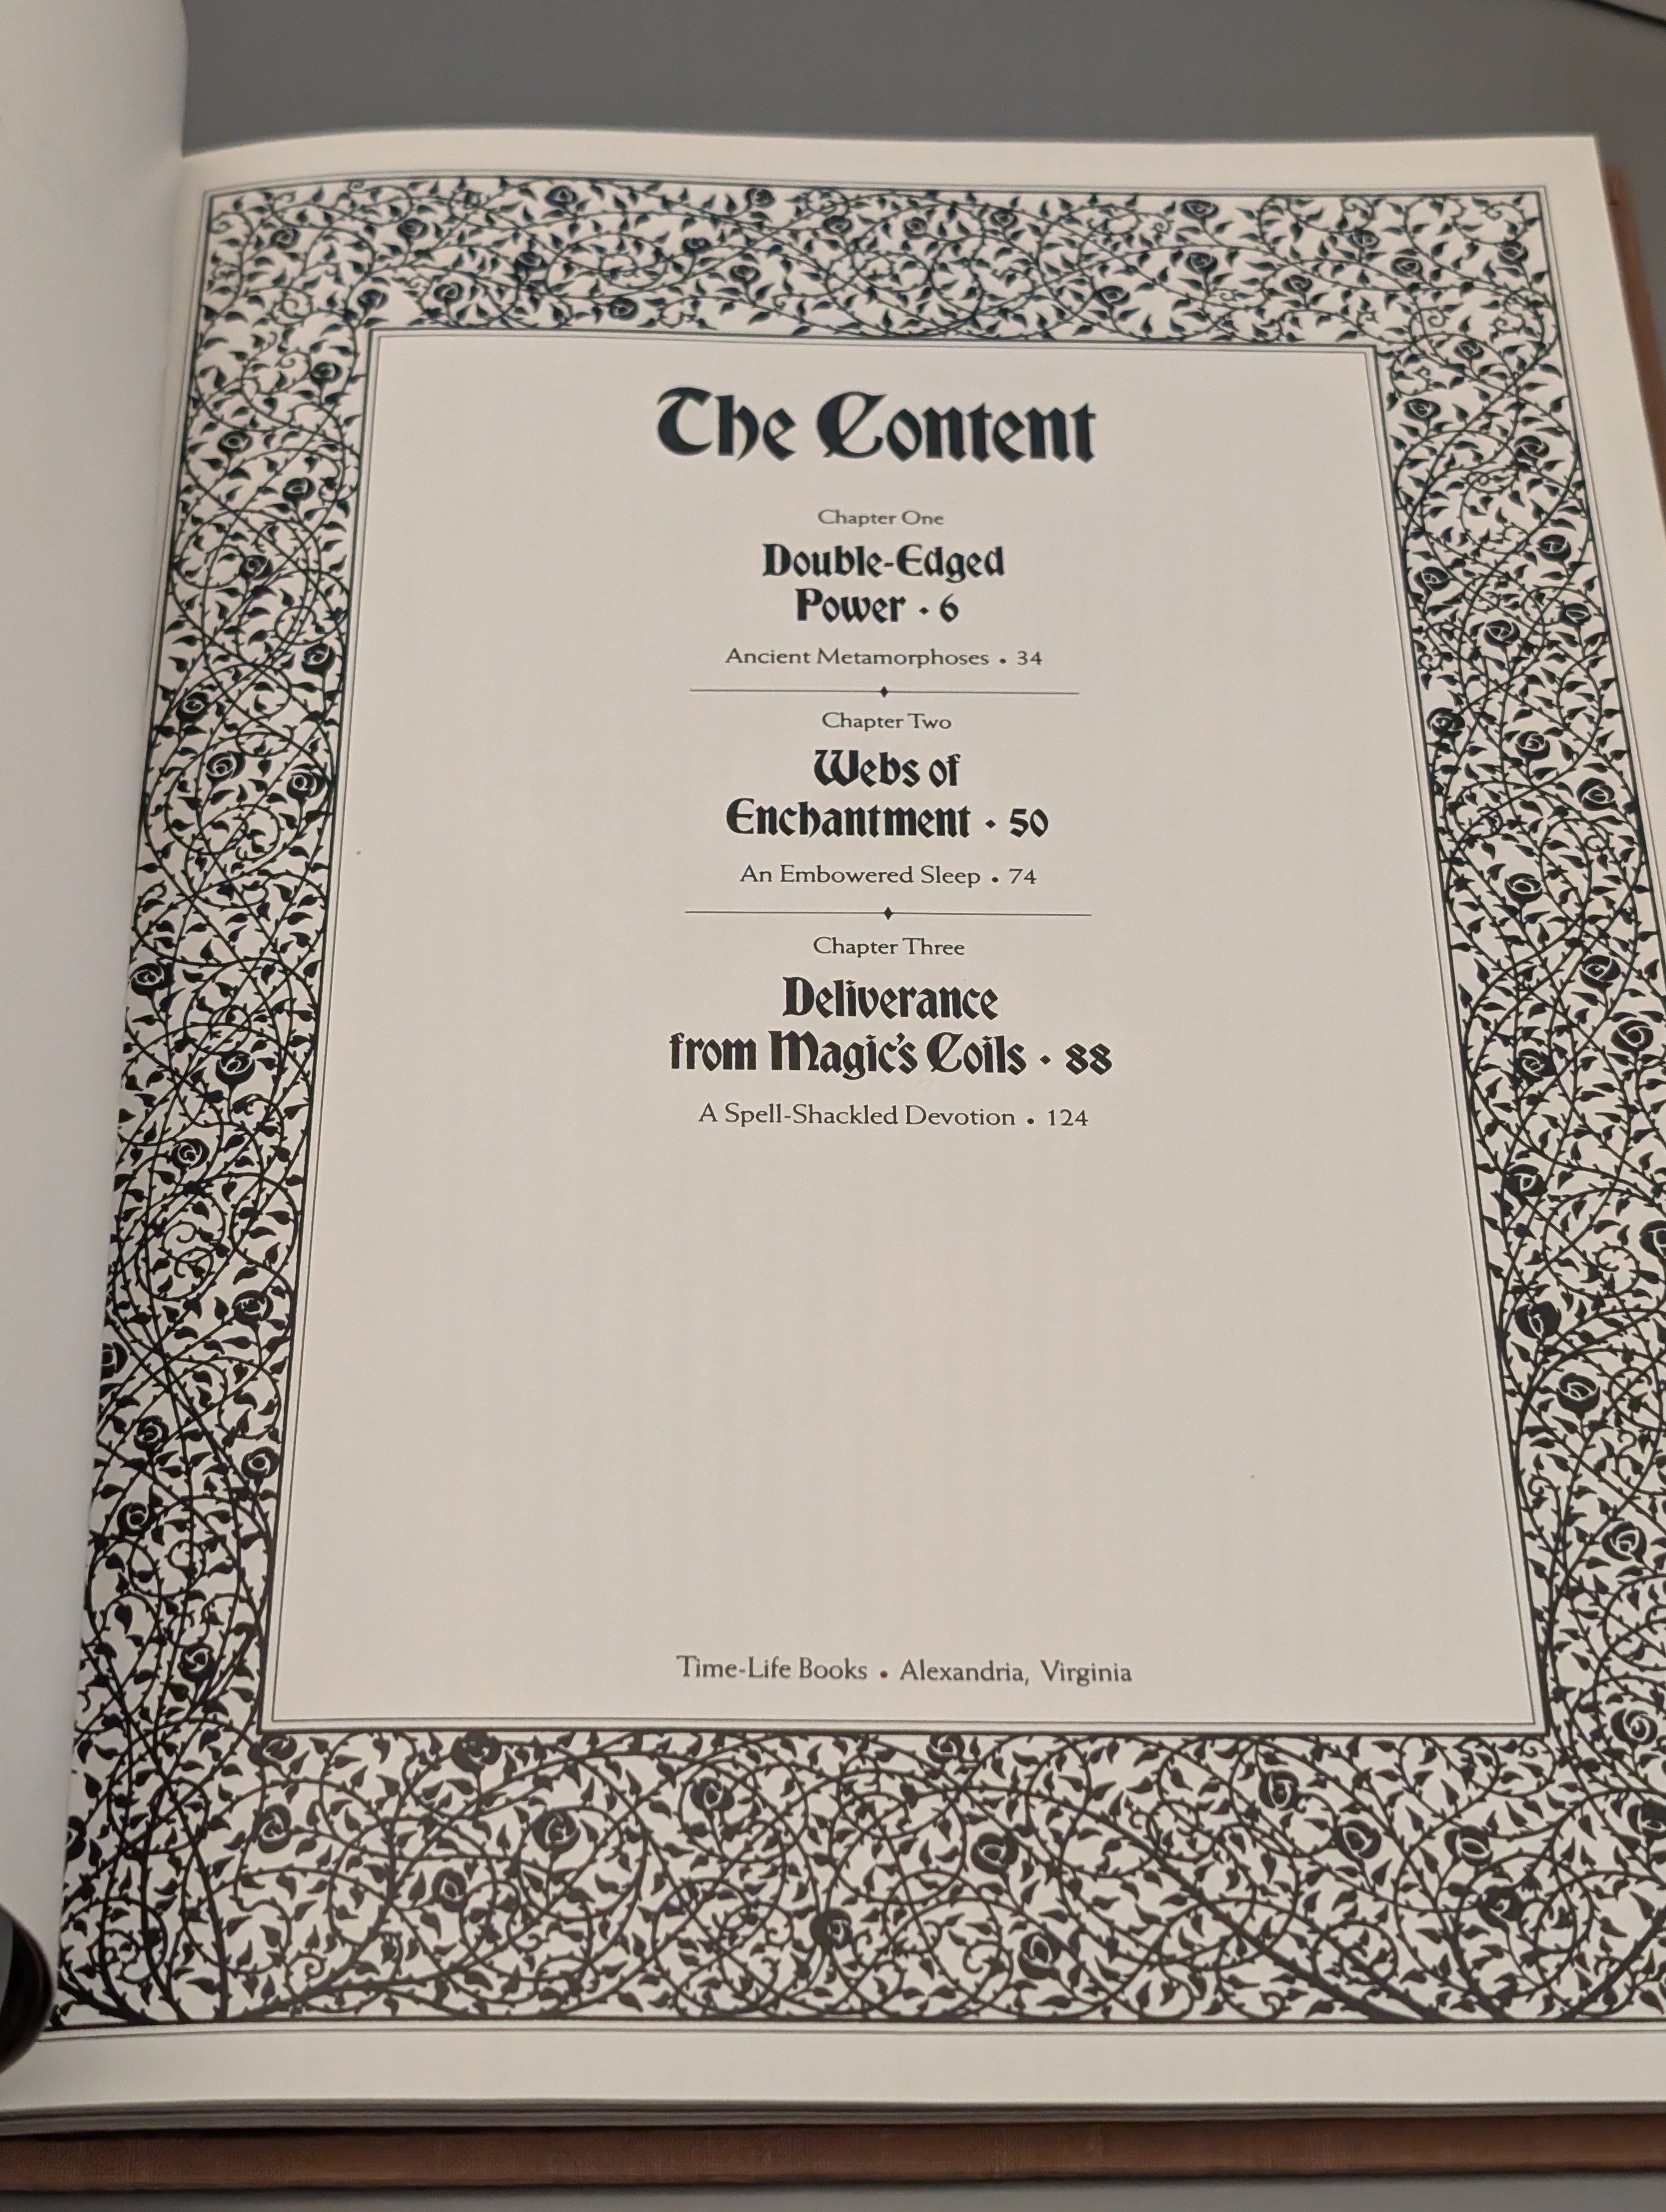 The Content
Chapter One
Double-Edged
Power · 6
Ancient Metamorphoses • 34
Chapter Two
Webs of
Enchantment · 50
An Embowered Sleep • 74
Chapter Three
Deliverance
from Magic's Coils · 88
A Spell-Shackled Devotion • 124
Time-Life Books • Alexandria, Virginia